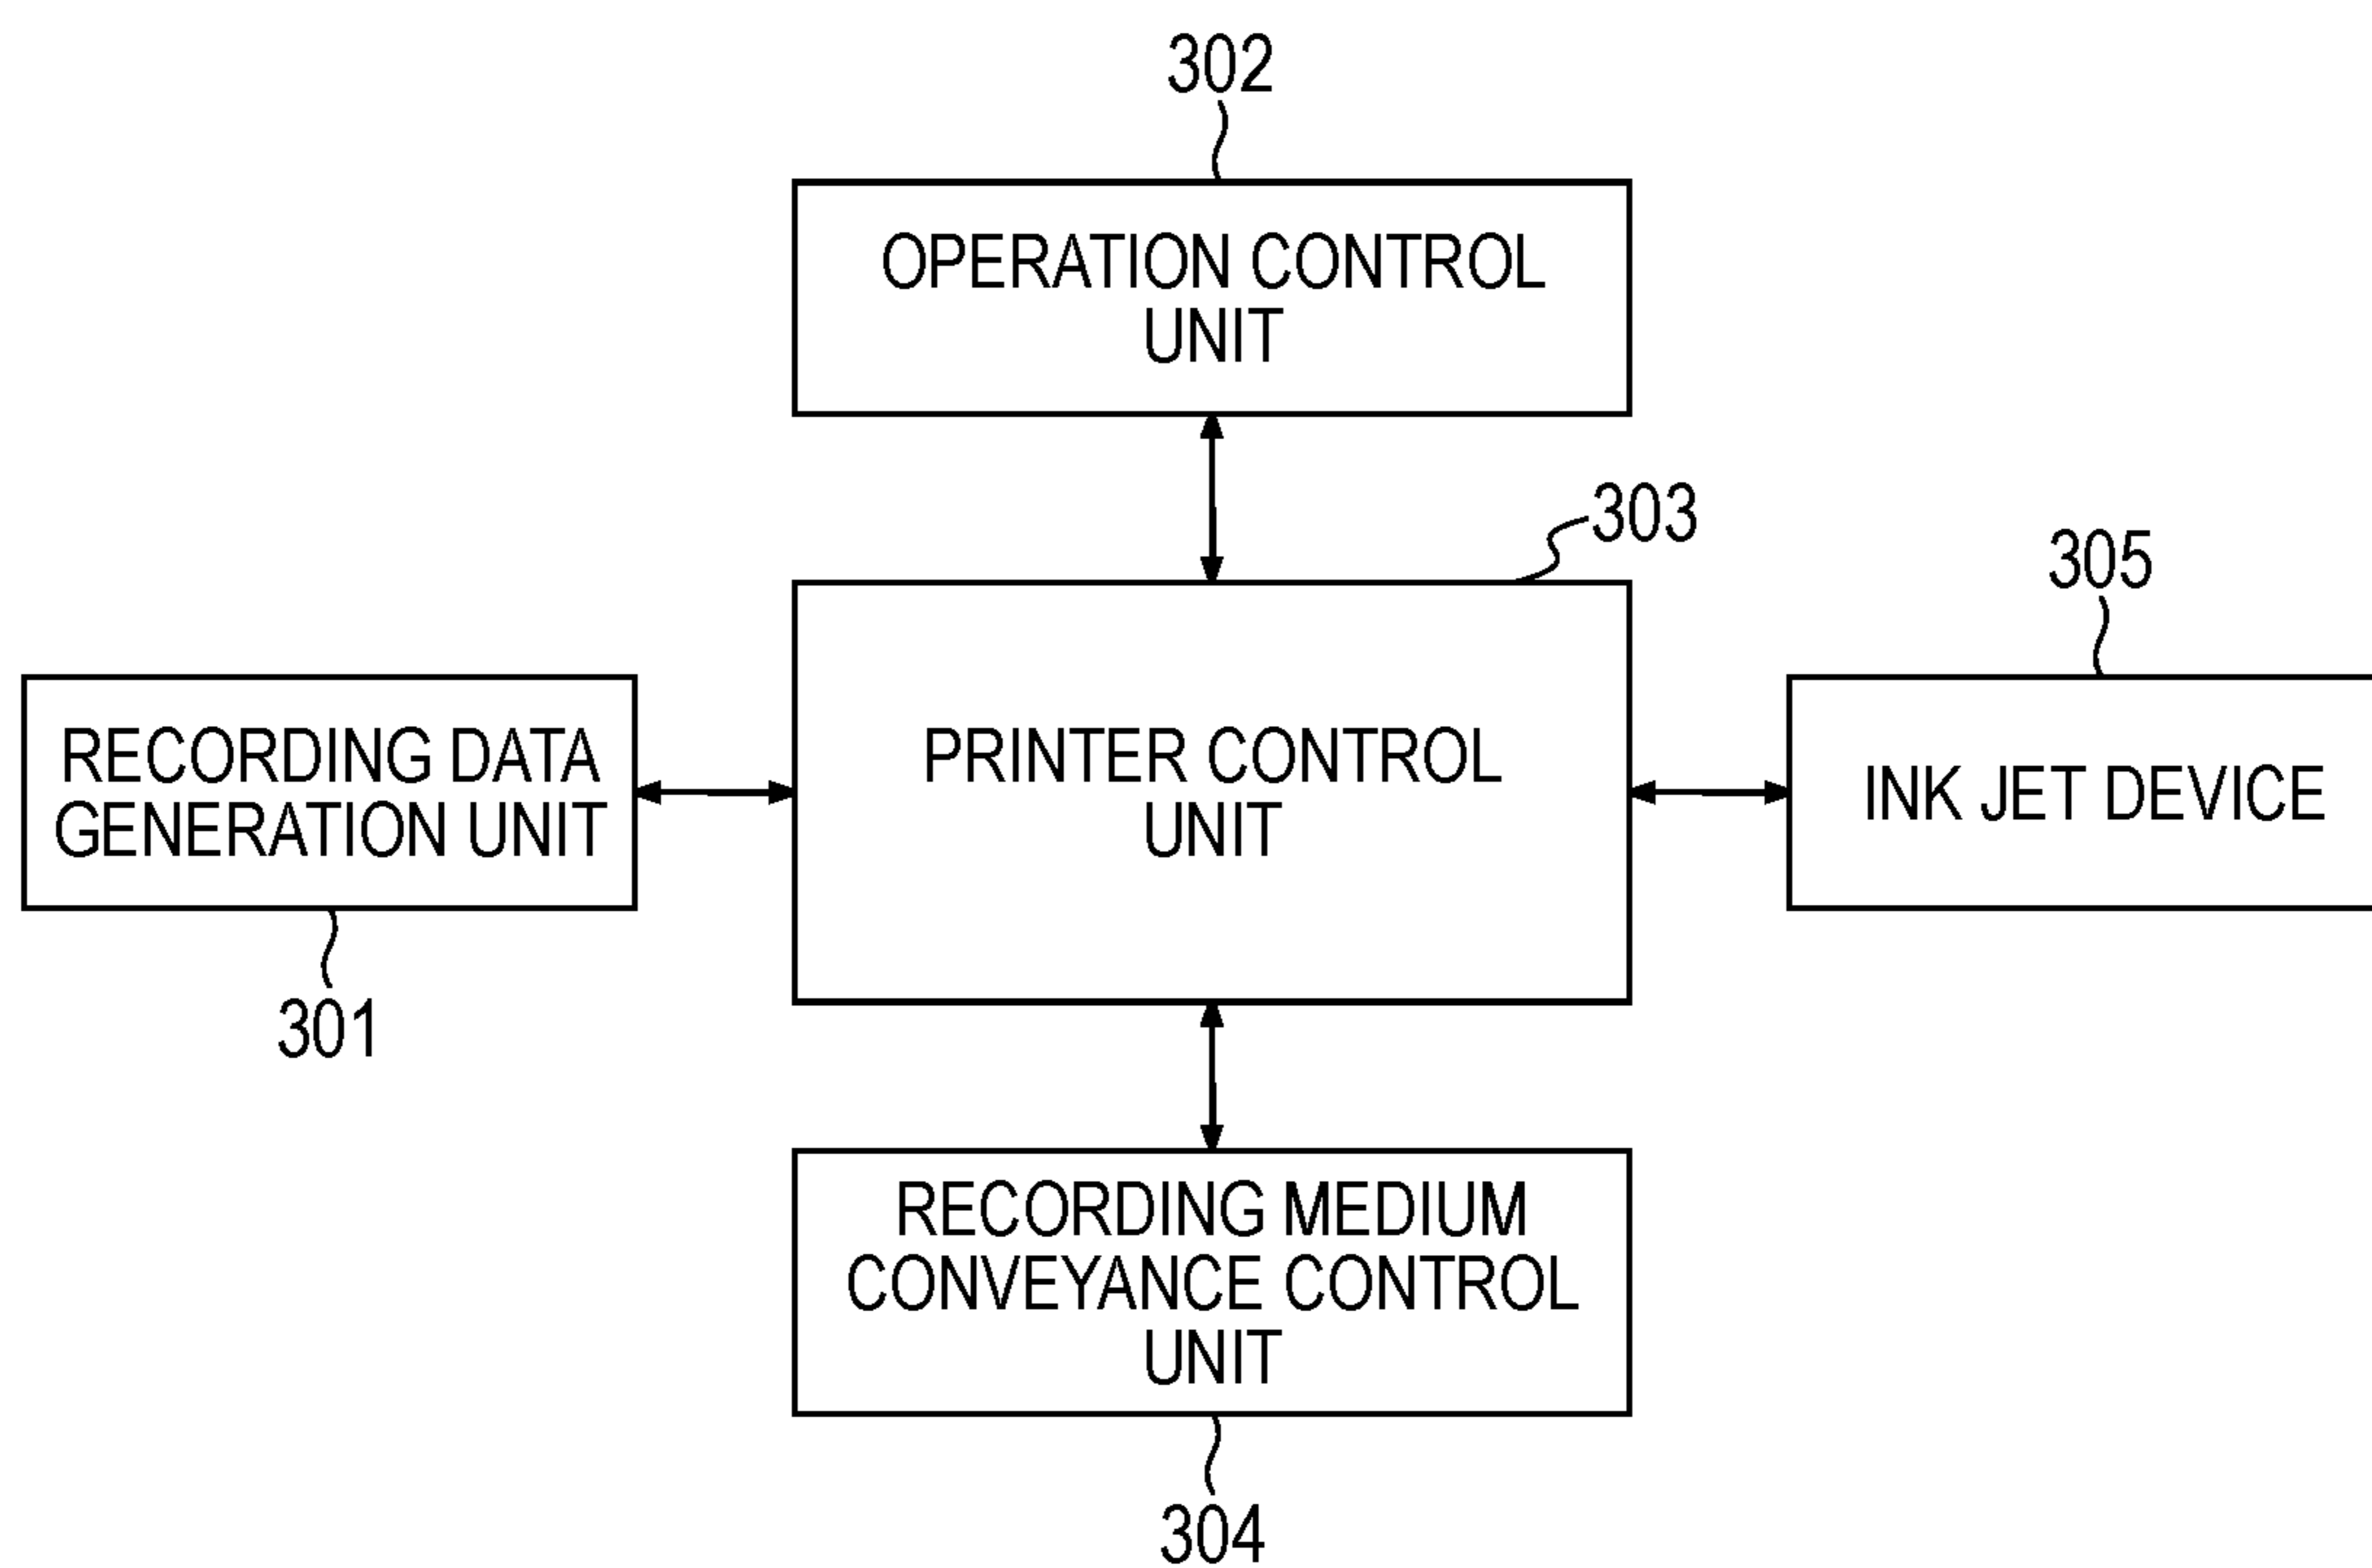 302
OPERATION CONTROL
UNIT
303
305
RECORDING DATA
GENERATION UNIT
PRINTER CONTROL
UNIT
INK JET DEVICE
301
RECORDING MEDIUM
CONVEYANCE CONTROL
UNIT
304